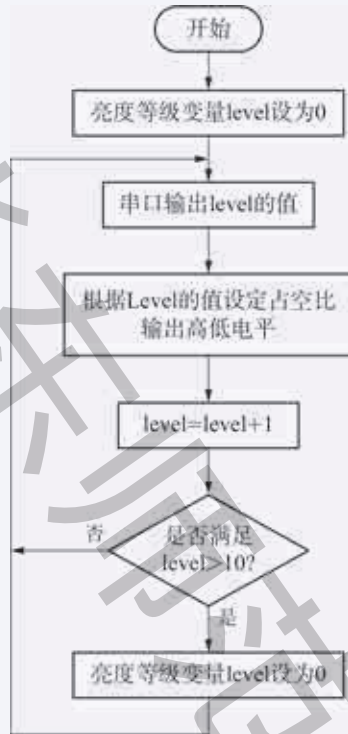 开始
亮度等级变量level设为0
串口输出level的值
根据Level的值设定占空比
输出高低电平
level=level+1
是否满足
level>10?
否
是
亮度等级变量level设为0